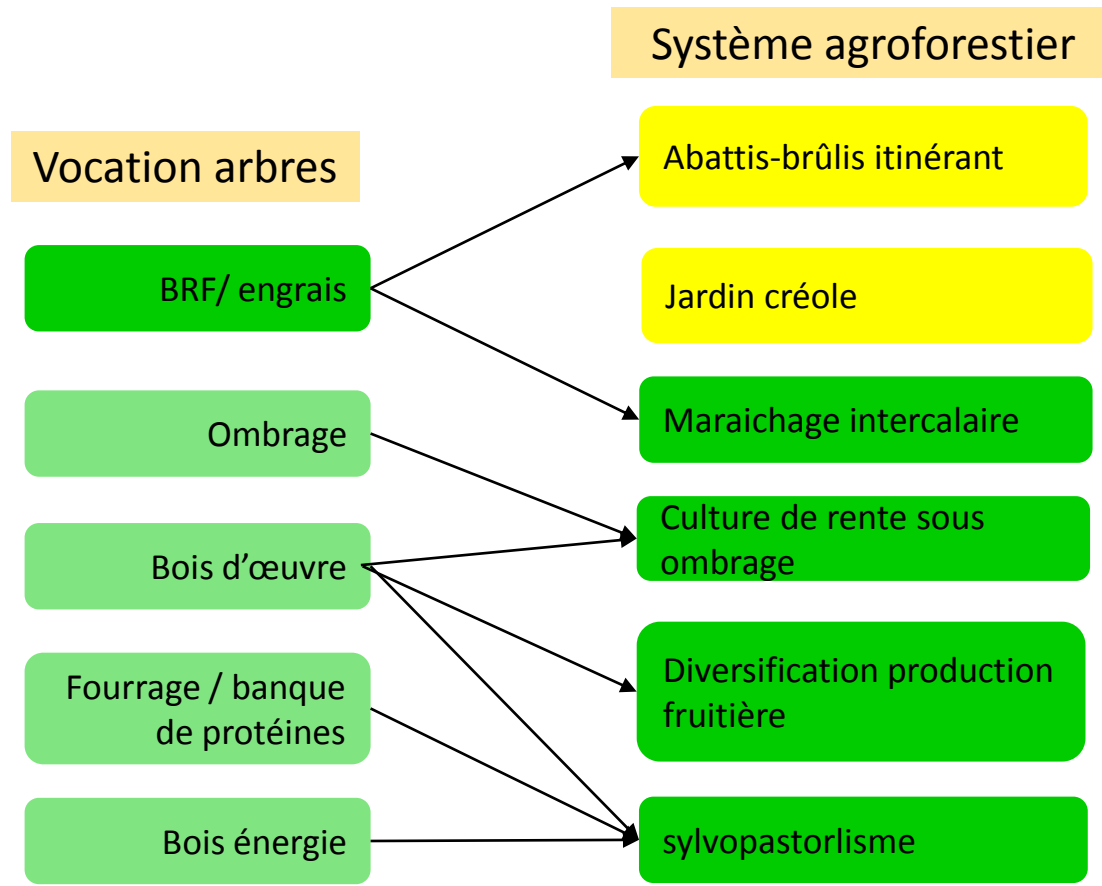 Système agroforestier
Vocation arbres
Abattis-brûlis itinérant
BRF/ engrais
Jardin créole
Ombrage
Maraichage intercalaire
Culture de rente sous
ombrage
Bois d’œuvre
Fourrage / banque
de protéines
Diversification production
fruitière
Bois énergie
sylvopastorlisme